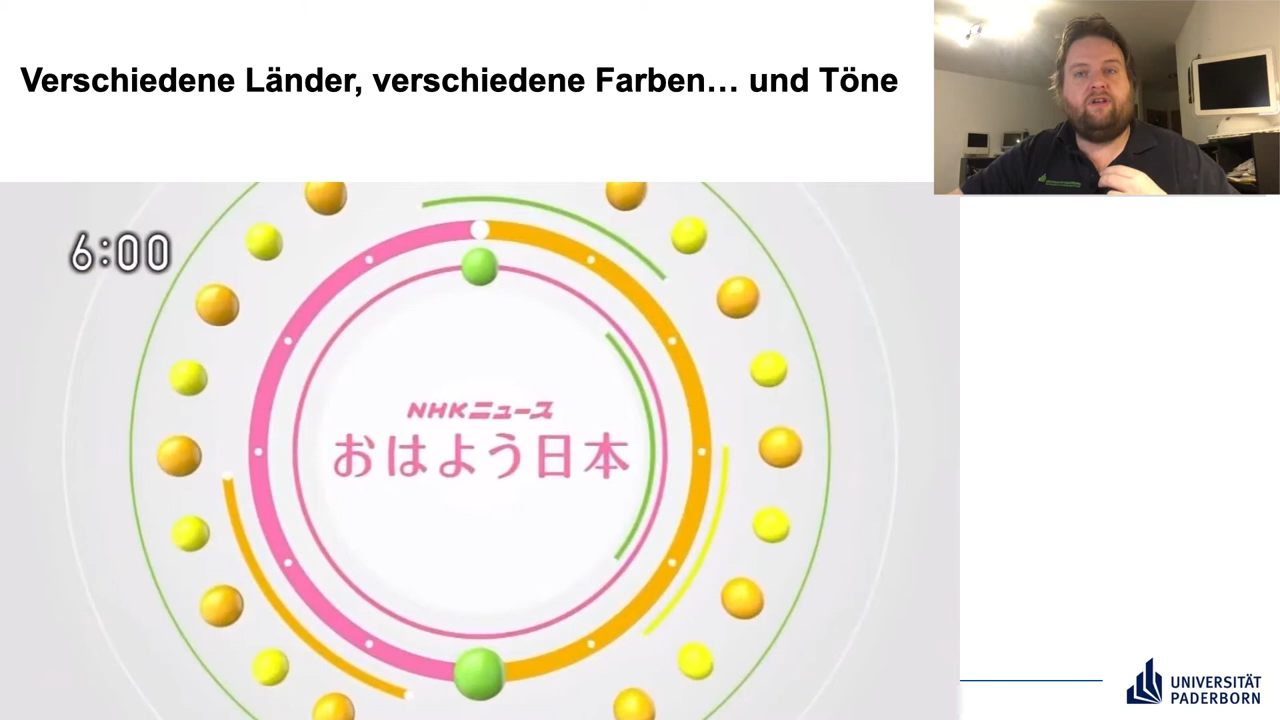 Verschiedene Länder, verschiedene Farben… und Töne
6:00
NHKニュース
おはよう日本
UNIVERSITÄT
PADERBORN